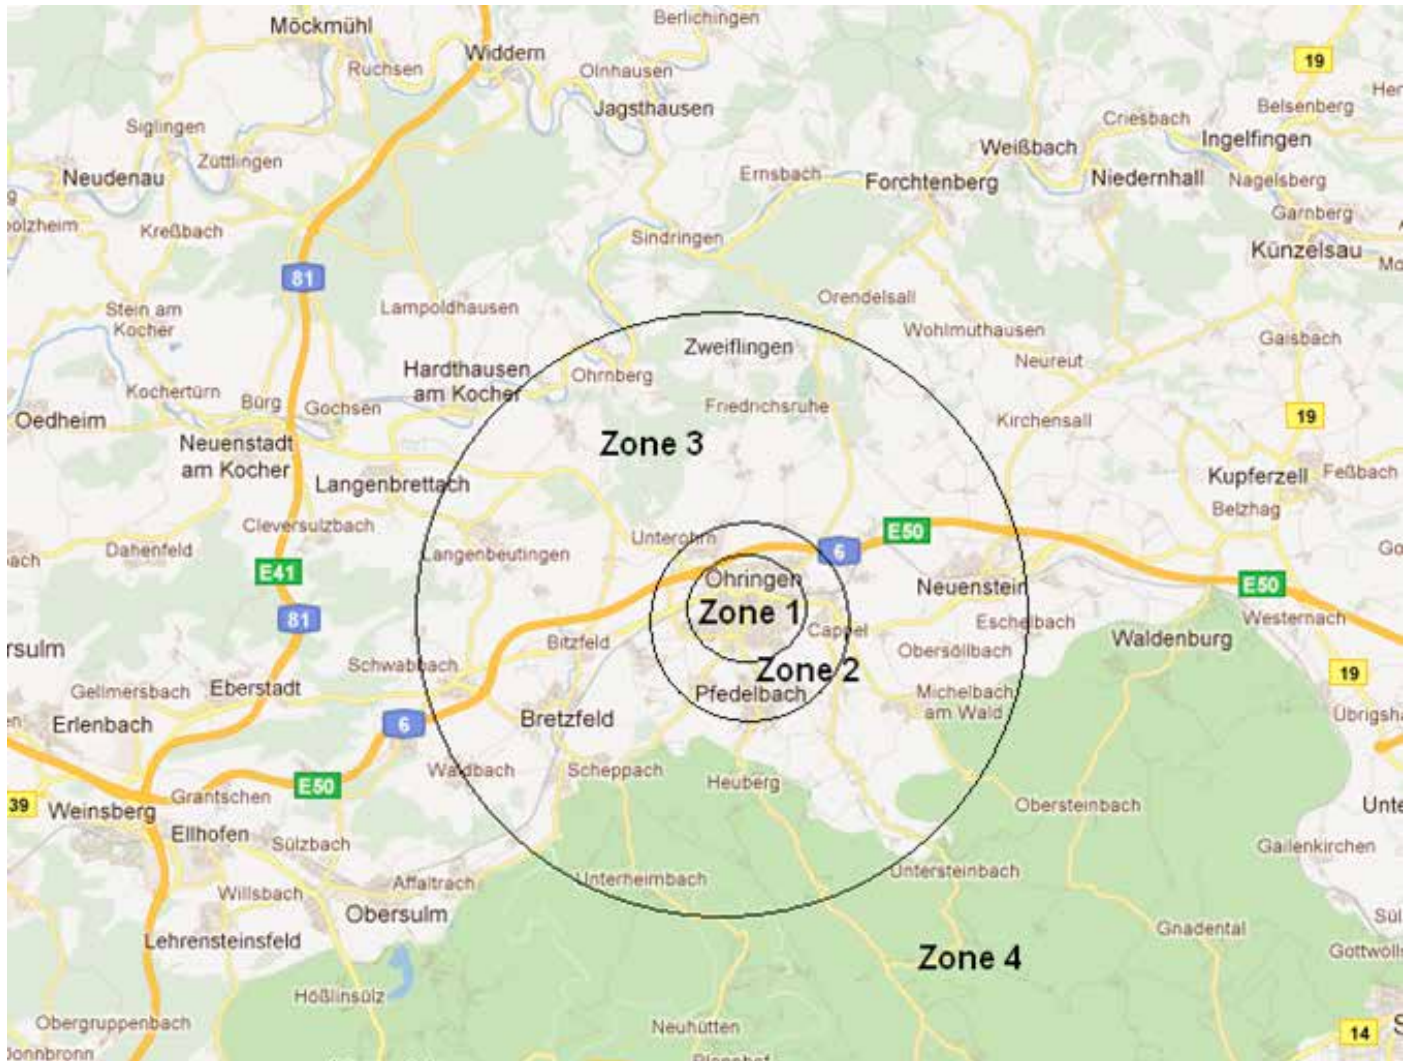 Berlichingen
Möckmühl
Widdern
Ruchsen
Olnhausen
19
Jagsthausen
Belsenberg
Criesbach
Siglingen
Ingelfingen
Züttlingen
Weißbach
Neudenau
Ernsbach
Forchtenberg
Niedernhall
Nagelsberg
Garnberg
Kreßbach
Sindringen
Künzelsau
81
Stein am
Kocher
Lampoldhausen
Orendelsall
Wohlmuthausen
Gaisbach
Zweiflingen
Neureut
Hardthausen
am Kocher
Ohrnberg
Kochertürn
Bürg
Gochsen
Friedrichsruhe
Oedheim
Kirchensall
19
Neuenstadt
am Kocher
Zone 3
Langenbrettach
Kupferzell
Feßbach
Belzhag
Cleversulzbach
Dahenfeld
Langenbeutingen
Unterohrn
E50
6
E41
Öhringen
Neuenstein
E50
81
Zone 1
Westernach
Eschelbach
Cappel
Waldenburg
Bitzfeld
Obersöllbach
Schwabbach
Zone 2
19
Gellmersbach
Eberstadt
Pfedelbach
Michelbach
am Wald
Erlenbach
6
Bretzfeld
Waldbach
Scheppach
Heuberg
E50
39
Weinsberg
Grantschen
Obersteinbach
Ellhofen
Sülzbach
Gailenkirchen
Untersteinbach
Affaltrach
Unterheimbach
Willsbach
Obersulm
Gnadental
Lehrensteinsfeld
Zone 4
Hößlinsülz
Obergruppenbach
Neuhütten
14